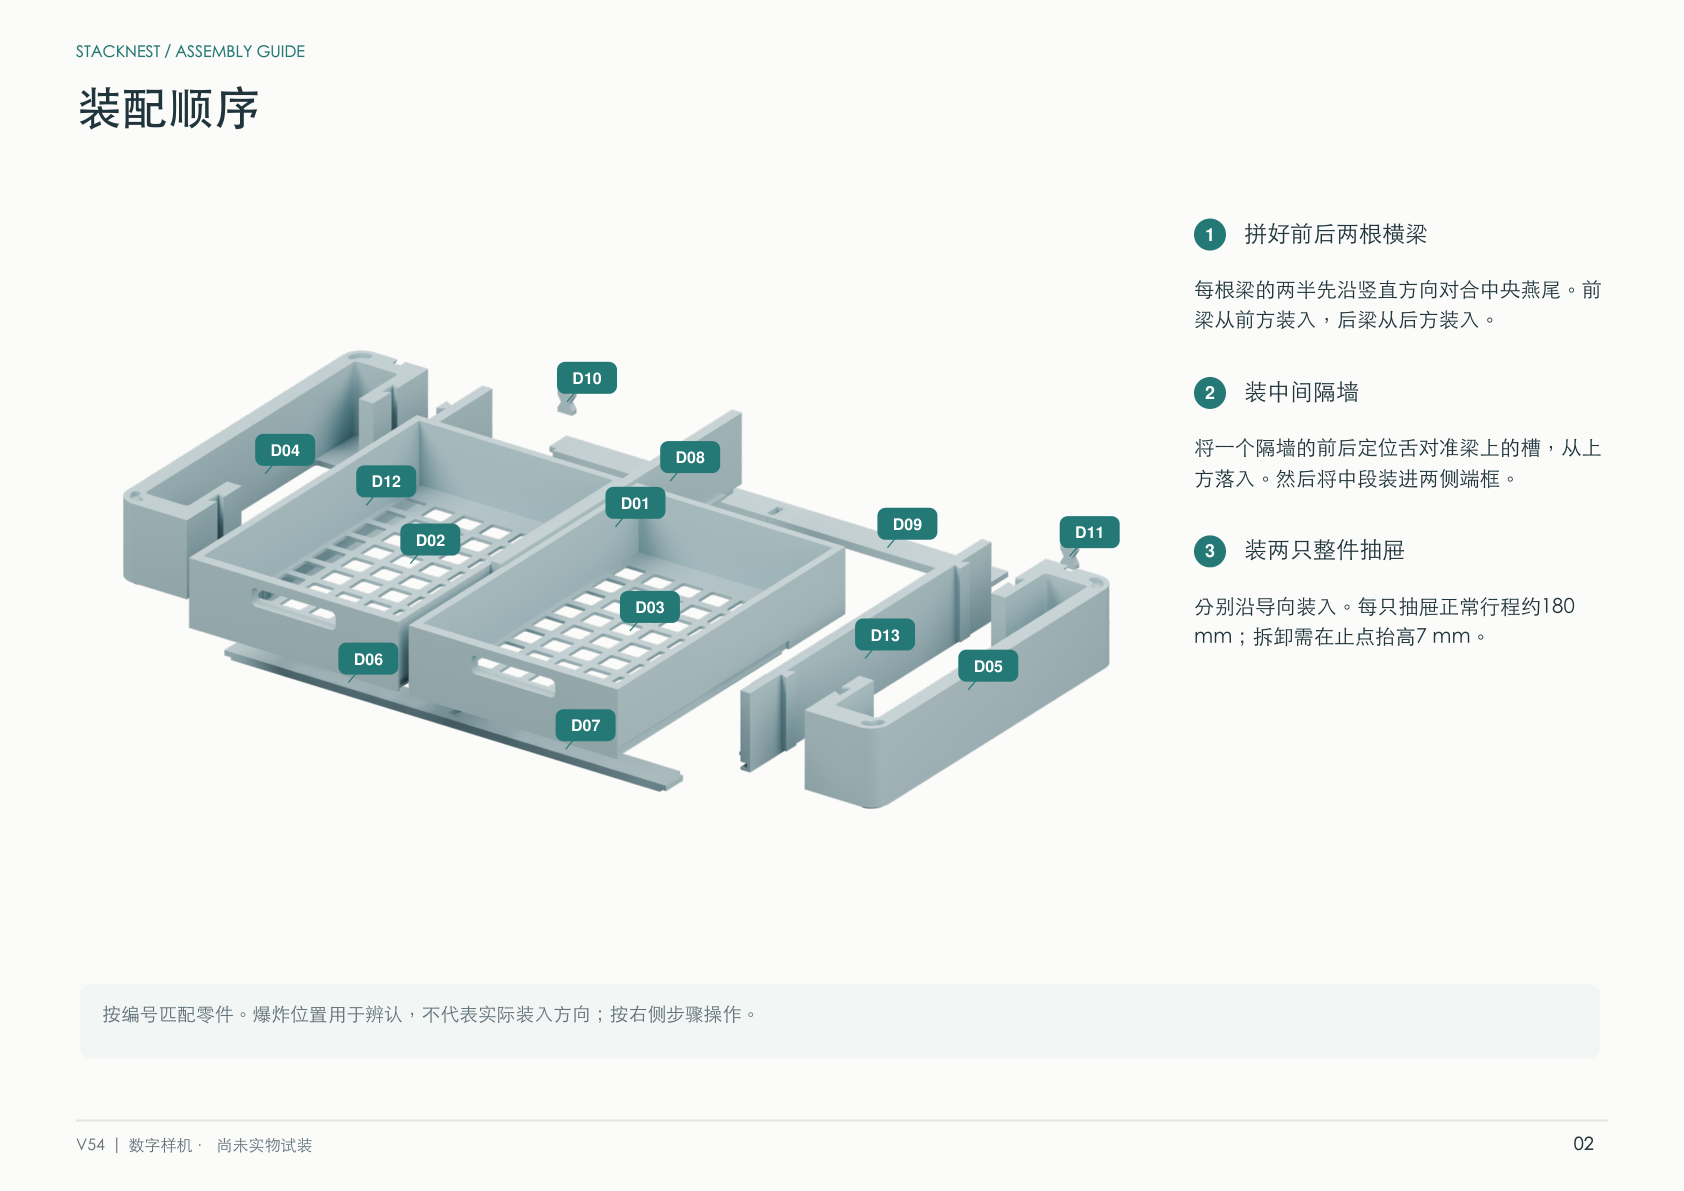 STACKNEST / ASSEMBLY GUIDE
装配顺序
D10
D04
D08
D12
D01
D09
D11
D02
D03
D13
D06
D05
D07
1 拼好前后两根横梁
每根梁的两半先沿竖直方向对合中央燕尾。前
梁从前方装入，后梁从后方装入。
2 装中间隔墙
将一个隔墙的前后定位舌对准梁上的槽，从上
方落入。然后将中段装进两侧端框。
3 装两只整件抽屉
分别沿导向装入。每只抽屉正常行程约180
mm；拆卸需在止点抬高7 mm。
按编号匹配零件。爆炸位置用于辨认，不代表实际装入方向；按右侧步骤操作。
V54 | 数字样机 · 尚未实物试装
02